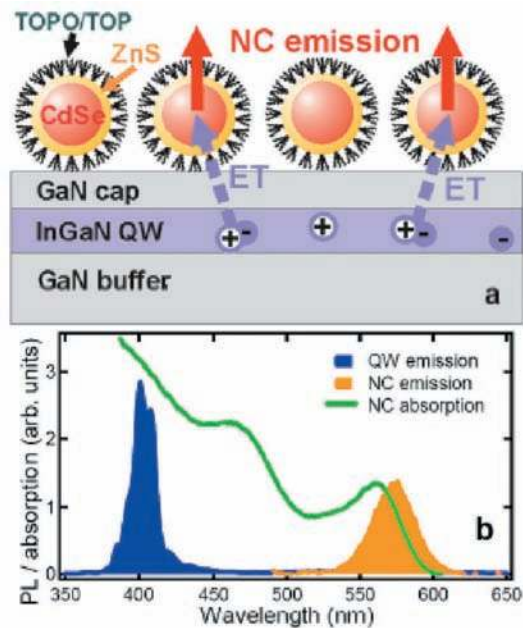 TOPO/TOP
ZnS
NC emission
CdSe
ET
ET
GaN cap
InGaN QW
+
-
+
+
-
-
GaN buffer
a
PL / absorption (arb. units)
3
2
1
0
QW emission
NC emission
NC absorption
b
350 400 450 500 550 600 650
Wavelength (nm)